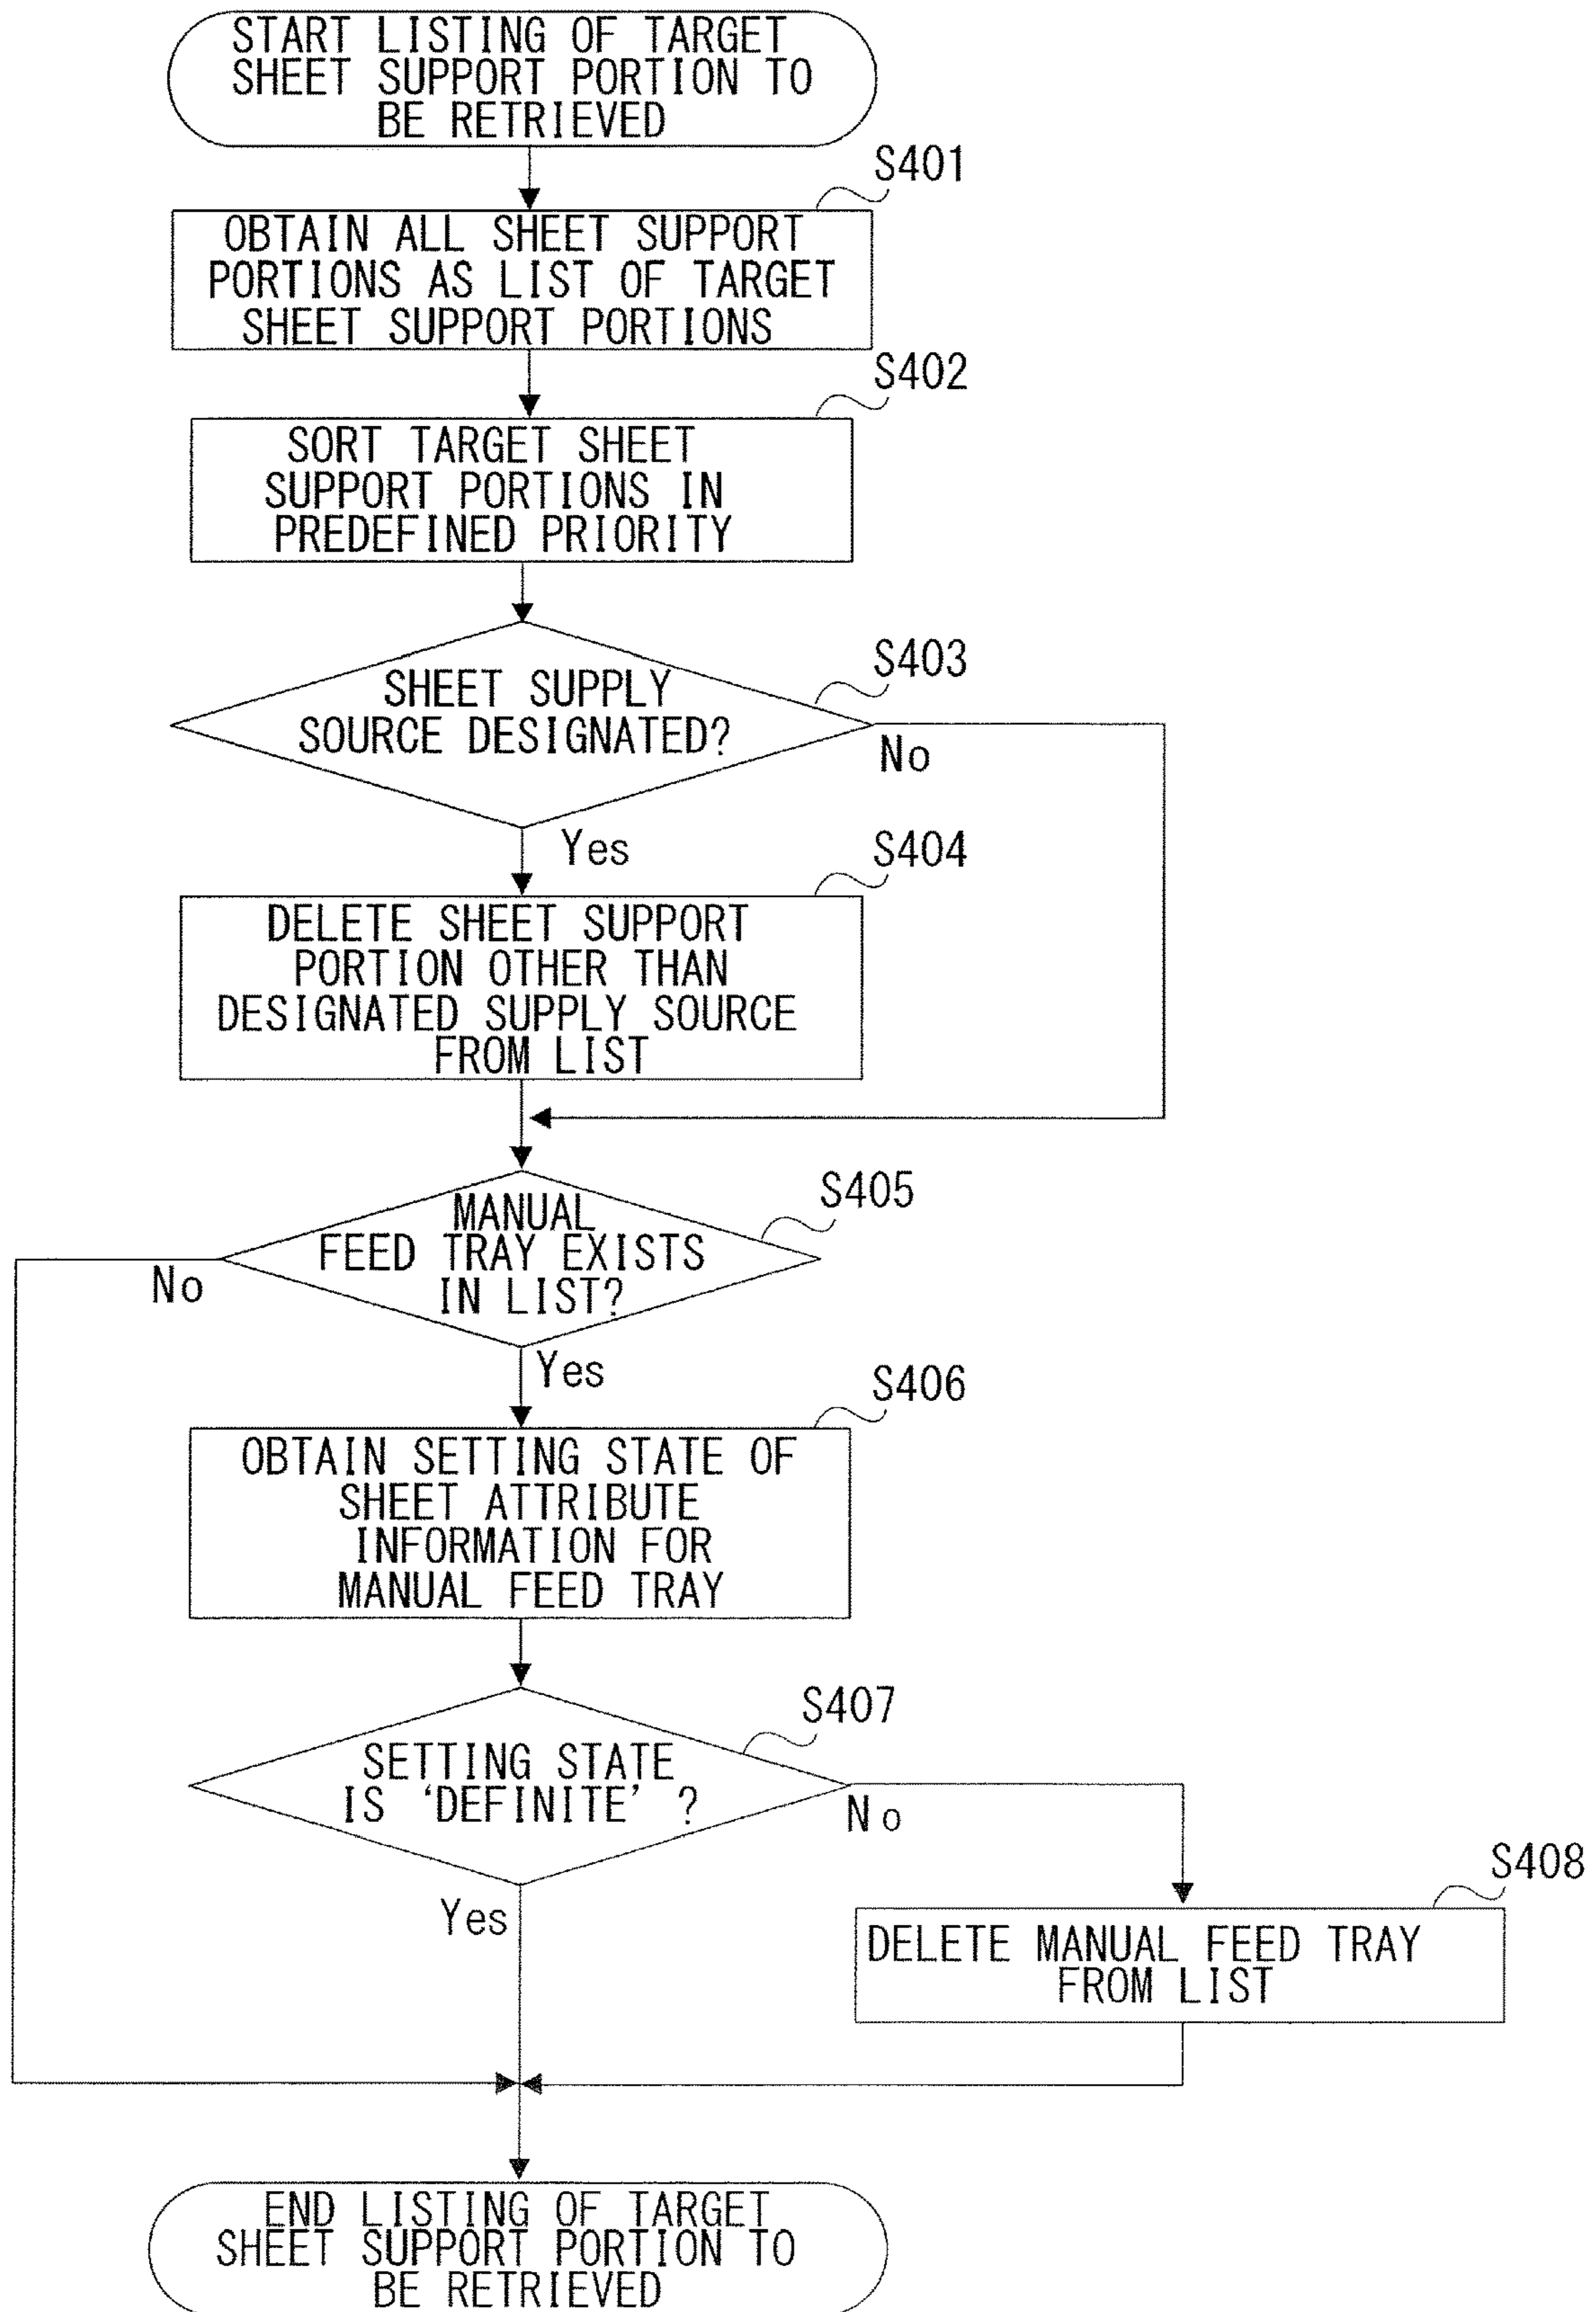 START LISTING OF TARGET
SHEET SUPPORT PORTION TO
BE RETRIEVED
S401
OBTAIN ALL SHEET SUPPORT
PORTIONS AS LIST OF TARGET
SHEET SUPPORT PORTIONS
S402
SORT TARGET SHEET
SUPPORT PORTIONS IN
PREDEFINED PRIORITY
S403
SHEET SUPPLY
SOURCE DESIGNATED?
No
Yes
S404
DELETE SHEET SUPPORT
PORTION OTHER THAN
DESIGNATED SUPPLY SOURCE
FROM LIST
S405
MANUAL
FEED TRAY EXISTS
IN LIST?
No
Yes
S406
OBTAIN SETTING STATE OF
SHEET ATTRIBUTE
INFORMATION FOR
MANUAL FEED TRAY
S407
SETTING STATE
IS ‘DEFINITE’ ?
No
Yes
S408
DELETE MANUAL FEED TRAY
FROM LIST
END LISTING OF TARGET
SHEET SUPPORT PORTION TO
BE RETRIEVED